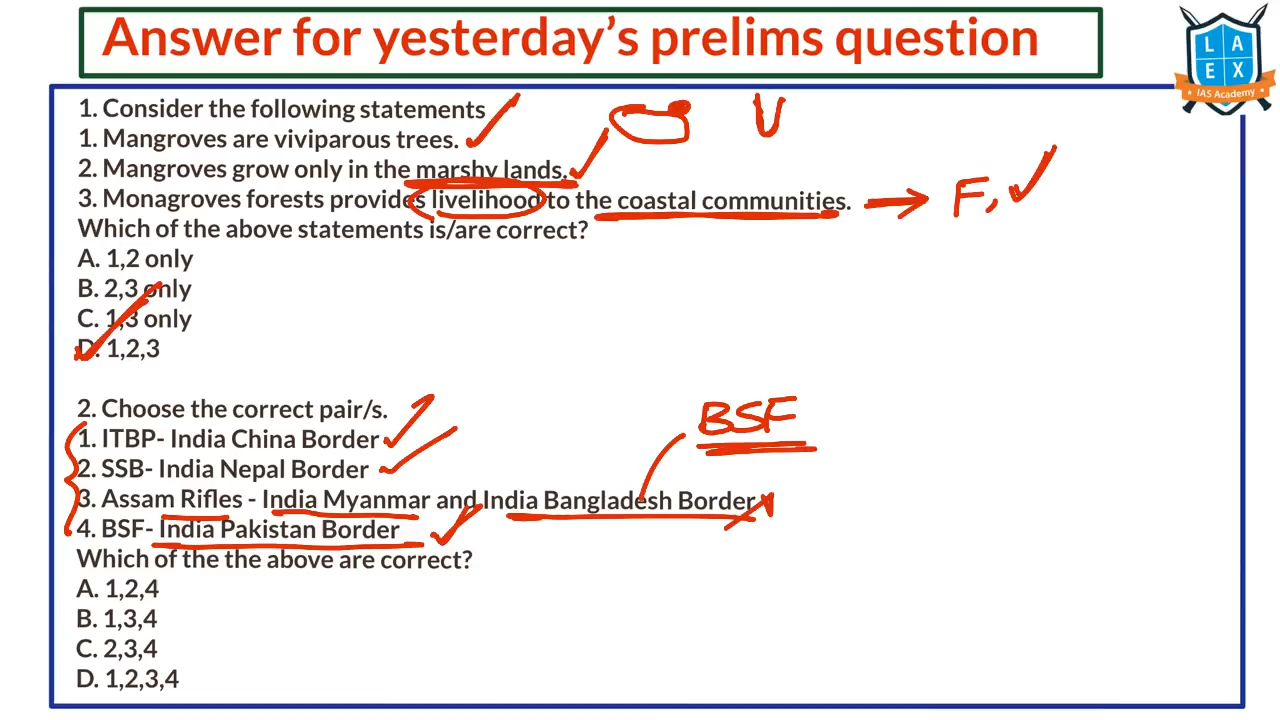 Answer for yesterday's prelims question
L A
E X
IAS Academy
1. Consider the following statements
1. Mangroves are viviparous trees.
2. Mangroves grow only in the marshy lands.
3. Monagroves forests provides livelihood to the coastal communities.
F,
Which of the above statements is/are correct?
A. 1,2 only
B. 2,3 only
C. 1,3 only
D. 1,2,3
2. Choose the correct pair/s.
BSF
1. ITBP- India China Border
2. SSB- India Nepal Border
3. Assam Rifles - India Myanmar and India Bangladesh Border
4. BSF- India Pakistan Border
Which of the the above are correct?
A. 1,2,4
B. 1,3,4
C. 2,3,4
D. 1,2,3,4